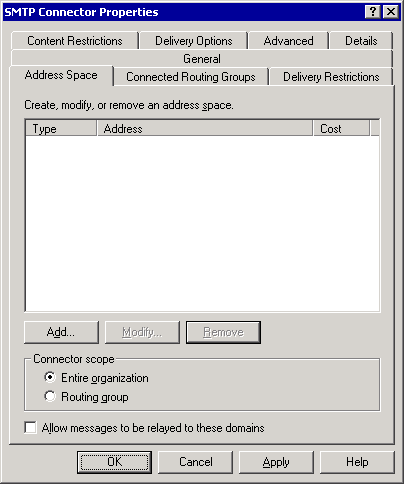 SMTP Connector Properties
Content Restrictions Delivery Options Advanced Details
General
Address Space Connected Routing Groups Delivery Restrictions
Create, modify, or remove an address space.
Type Address Cost
Add... Modify... Remove
Connector scope
Entire organization
Routing group
Allow messages to be relayed to these domains
OK Cancel Apply Help